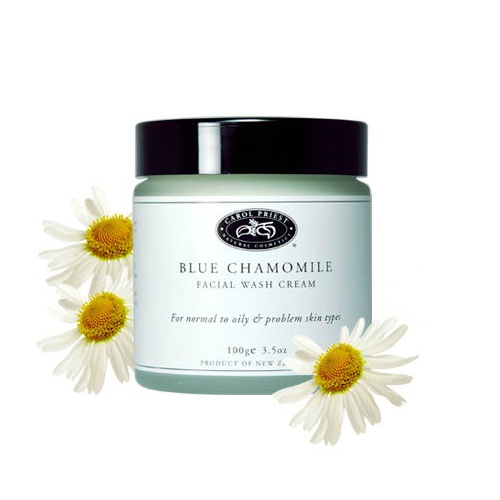 CAROL PRIEST
NATURAL COSMETICS
®
BLUE CHAMOMILE
FACIAL WASH CREAM
For normal to oily & problem skin types
100g℮ 3.5oz
PRODUCT OF NEW